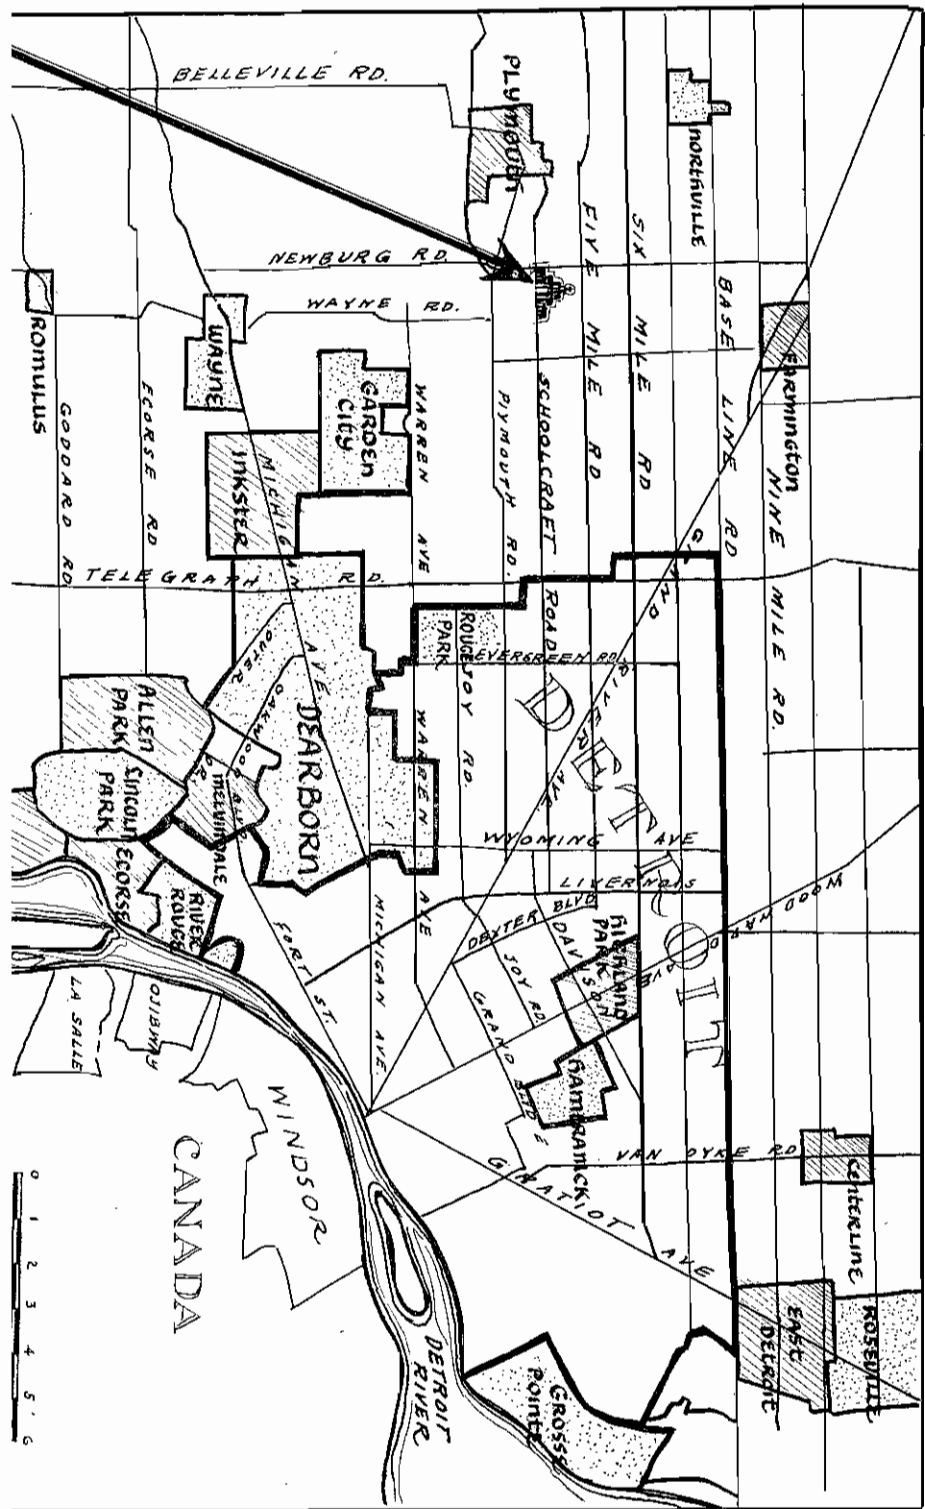 BELLEVILLE RD.
PLYMOUTH
NORTHVILLE
NEWBURG RD.
WAYNE RD.
FIVE MILE RD
SIX MILE RD
BASE LINE RD
FARMINGTON
NINE MILE RD.
ROMULUS
WAYNE
GARDEN
CITY
INKSTER
GODDARD RD
ECORSE RD
MICHIGAN AVE
WARREN AVE
PLYMOUTH RD.
SCHOOLCRAFT ROAD
GRAND RIVER AVE
TELEGRAPH RD.
ROUGE
PARK
JOY RD.
EVERGREEN RD
OUTER
OAKWOOD
DEARBORN
WARREN AVE
DETROIT
ALLEN
PARK
LINCOLN
PARK
MELVINDALE
ECORSE
RIVER
ROUGE
WYOMING AVE
LIVERNOIS
WOODWARD AVE
DEXTER BLVD
DAVISON
HIGHLAND
PARK
JOY RD
GRAND BLVD E
HAMTRAMCK
FORT ST.
MICHIGAN AVE
LA SALLE
OJIBWAY
WINDSOR
CANADA
VAN DYKE RD
GRATIOT AVE
CENTERLINE
EAST
DETROIT
ROSEVILLE
GROSSE
POINTE
DETROIT
RIVER
0 1 2 3 4 5 6